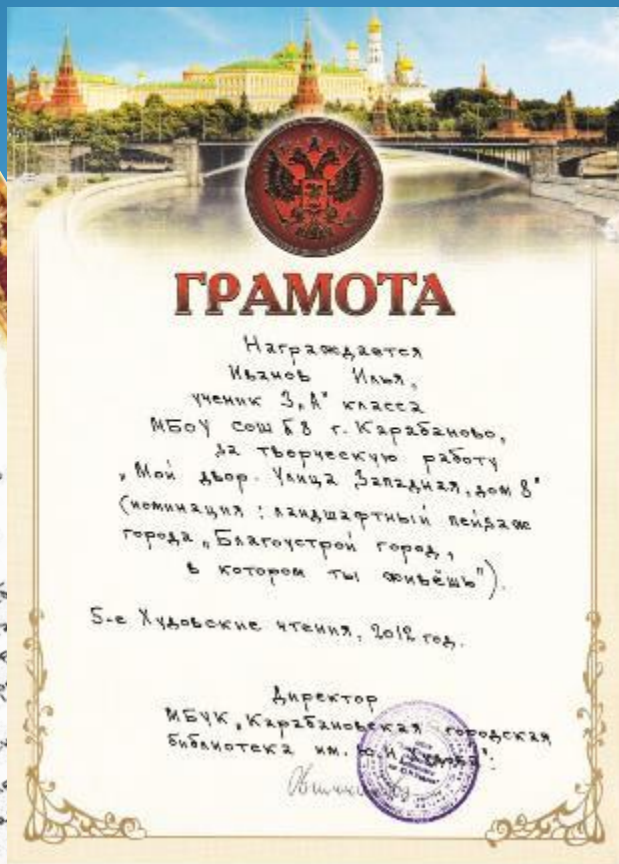 ГРАМОТА
Награждается
Иванов Илья,
ученик 3 „А" класса
МБОУ СОШ №8 г. Карабаново,
за творческую работу
„Мой двор. Улица Западная, дом 8"
(номинация: ландшафтный пейзаж
города „Благоустрой город,
в котором ты живёшь").
5-е Худовские чтения, 2012 год.
Директор
МБУК „Карабановская городская
библиотека им. Ю.Н. Худова".